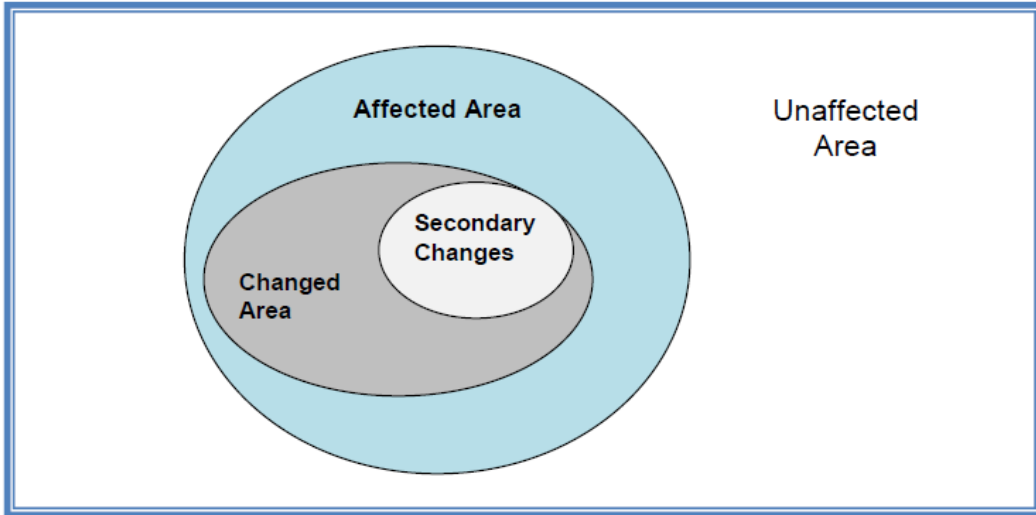 Affected Area
Unaffected
Area
Secondary
Changes
Changed
Area